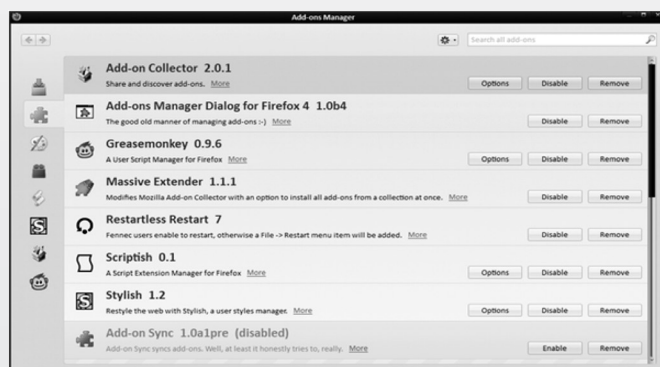 Add-ons Manager
Search all add-ons
Add-on Collector 2.0.1
Share and discover add-ons. More
Options Disable Remove
Add-ons Manager Dialog for Firefox 4 1.0b4
The good old manner of managing add-ons :-) More
Disable Remove
Greasemonkey 0.9.6
A User Script Manager for Firefox More
Options Disable Remove
Massive Extender 1.1.1
Modifies Mozilla Add-on Collector with an option to install all add-ons from a collection at once. More
Disable Remove
Restartless Restart 7
Fennec users enable to restart, otherwise a File -> Restart menu item will be added. More
Disable Remove
Scriptish 0.1
A Script Extension Manager for Firefox More
Options Disable Remove
Stylish 1.2
Restyle the web with Stylish, a user styles manager. More
Options Disable Remove
Add-on Sync 1.0a1pre (disabled)
Add-on Sync syncs add-ons. Well, at least it honestly tries to, really. More
Enable Remove